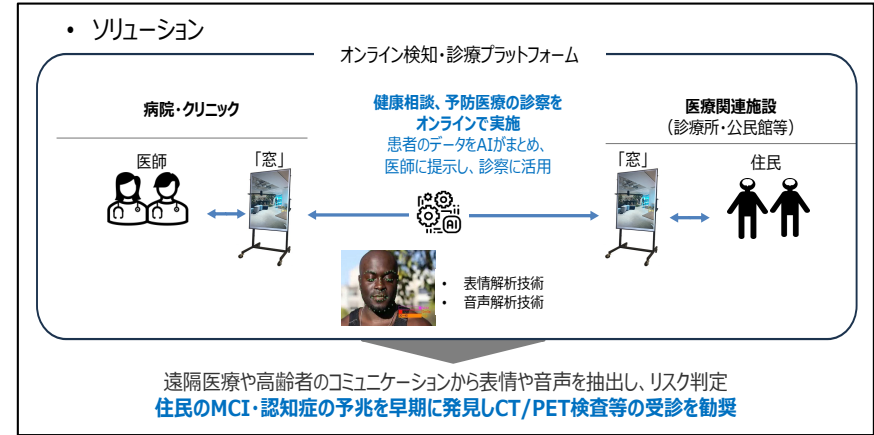 • ソリューション
オンライン検知・診療プラットフォーム
病院・クリニック
健康相談、予防医療の診察を
オンラインで実施
患者のデータをAIがまとめ、
医師に提示し、診察に活用
医療関連施設
（診療所・公民館等）
医師
「窓」
「窓」
住民
AI
• 表情解析技術
• 音声解析技術
遠隔医療や高齢者のコミュニケーションから表情や音声を抽出し、リスク判定
住民のMCI・認知症の予兆を早期に発見しCT/PET検査等の受診を勧奨